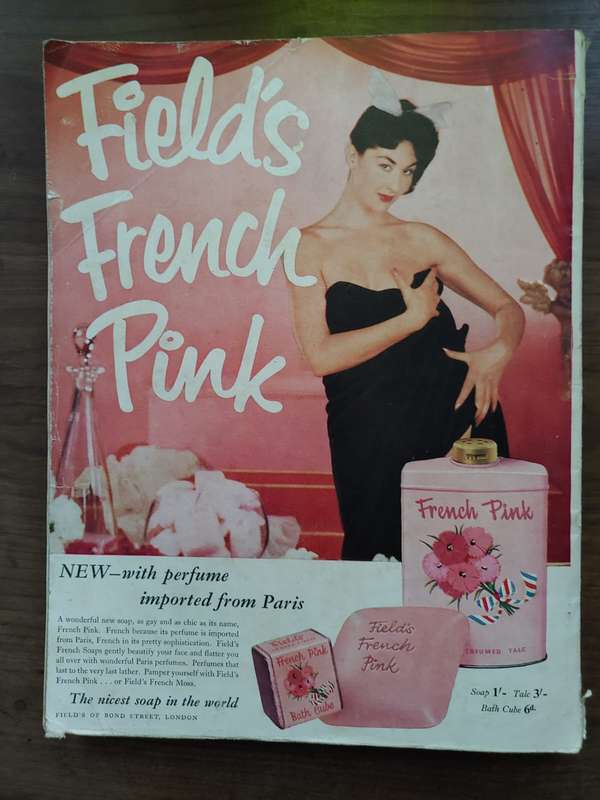 Field's
French
Pink
French Pink
NEW—with perfume
imported from Paris
A wonderful new soap, as gay and as chic as its name,
French Pink. French because its perfume is imported
from Paris, French in its pretty sophistication. Field's
French Soaps gently beautify your face and flatter you
all over with wonderful Paris perfumes. Perfumes that
last to the very last lather. Pamper yourself with Field's
French Pink . . . or Field's French Moss.
The nicest soap in the world
FIELD'S OF BOND STREET, LONDON
Field's
French Pink
Bath Cube
Field's
French
Pink
PERFUMED TALC
Soap 1/- Talc 3/-
Bath Cube 6d.